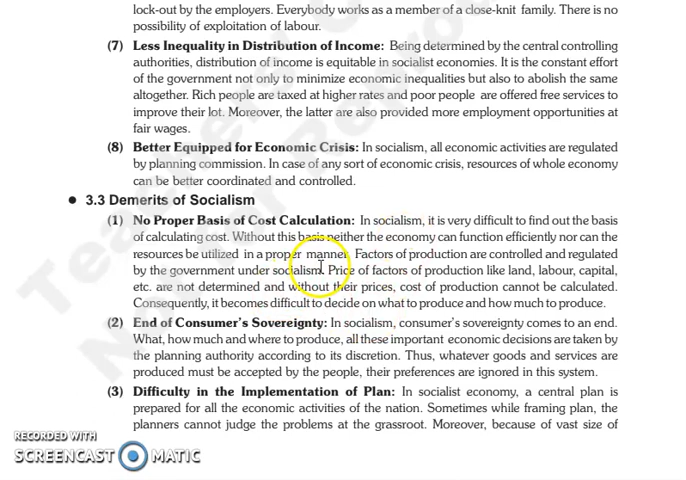 lock-out by the employers. Everybody works as a member of a close-knit family. There is no
possibility of exploitation of labour.
(7) Less Inequality in Distribution of Income: Being determined by the central controlling
authorities, distribution of income is equitable in socialist economies. It is the constant effort
of the government not only to minimize economic inequalities but also to abolish the same
altogether. Rich people are taxed at higher rates and poor people are offered free services to
improve their lot. Moreover, the latter are also provided more employment opportunities at
fair wages.
(8) Better Equipped for Economic Crisis: In socialism, all economic activities are regulated
by planning commission. In case of any sort of economic crisis, resources of whole economy
can be better coordinated and controlled.
• 3.3 Demerits of Socialism
(1) No Proper Basis of Cost Calculation: In socialism, it is very difficult to find out the basis
of calculating cost. Without this basis neither the economy can function efficiently nor can the
resources be utilized in a proper manner. Factors of production are controlled and regulated
by the government under socialism. Price of factors of production like land, labour, capital,
etc. are not determined and without their prices, cost of production cannot be calculated.
Consequently, it becomes difficult to decide on what to produce and how much to produce.
(2) End of Consumer's Sovereignty: In socialism, consumer's sovereignty comes to an end.
What, how much and where to produce, all these important economic decisions are taken by
the planning authority according to its discretion. Thus, whatever goods and services are
produced must be accepted by the people, their preferences are ignored in this system.
(3) Difficulty in the Implementation of Plan: In socialist economy, a central plan is
prepared for all the economic activities of the nation. Sometimes while framing plan, the
planners cannot judge the problems at the grassroot. Moreover, because of vast size of
RECORDED WITH
SCREENCAST MATIC